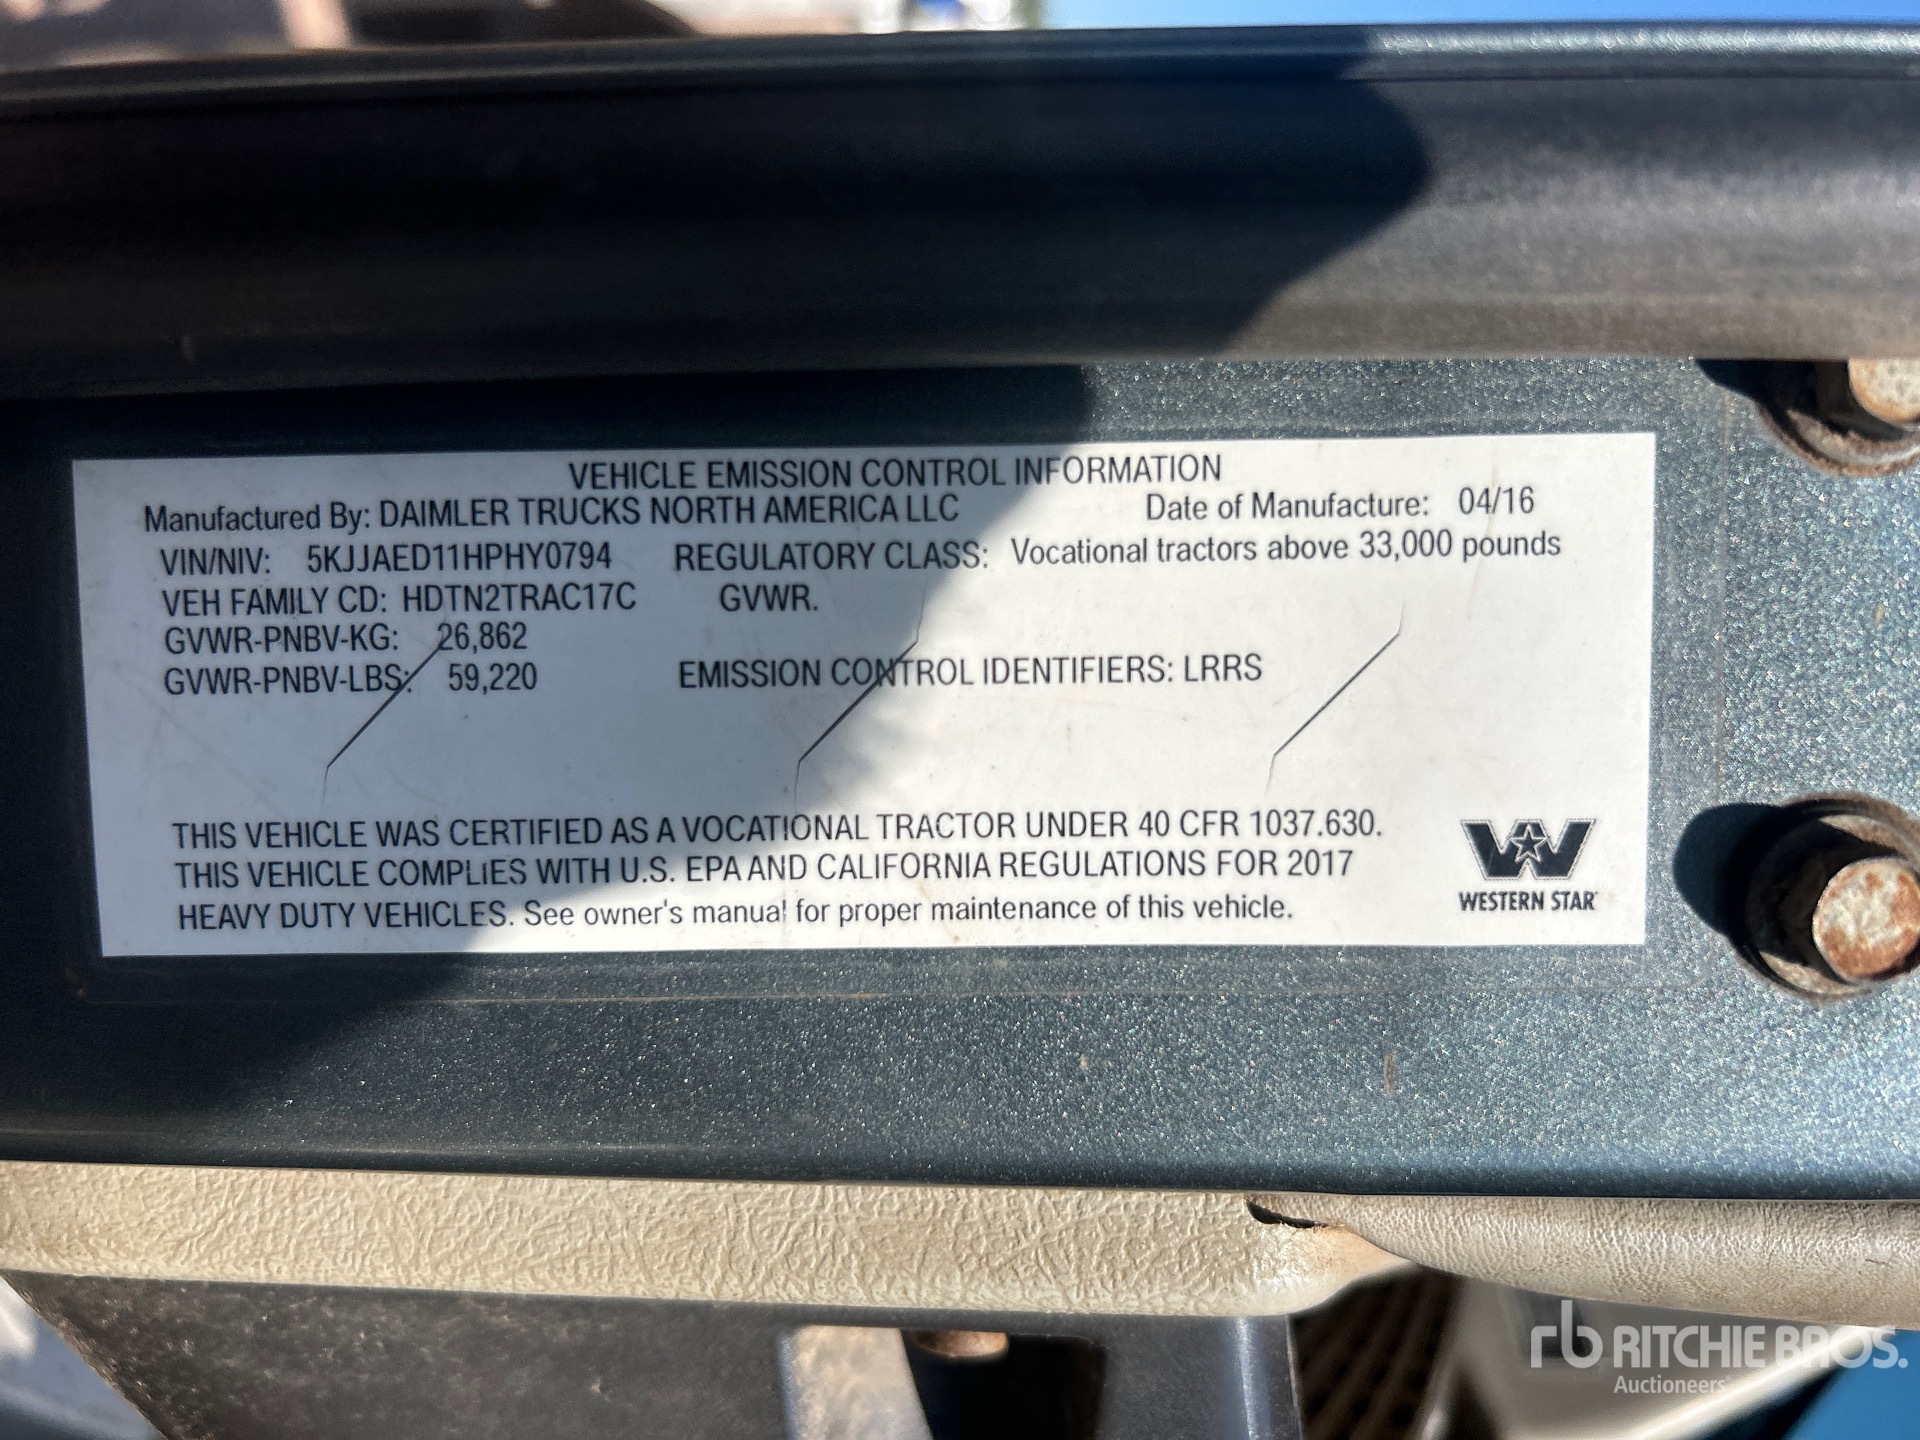 VEHICLE EMISSION CONTROL INFORMATION
Manufactured By: DAIMLER TRUCKS NORTH AMERICA LLC Date of Manufacture: 04/16
VIN/NIV: 5KJJAED11HPHY0794 REGULATORY CLASS: Vocational tractors above 33,000 pounds
VEH FAMILY CD: HDTN2TRAC17C GVWR.
GVWR-PNBV-KG: 26,862
GVWR-PNBV-LBS: 59,220 EMISSION CONTROL IDENTIFIERS: LRRS
THIS VEHICLE WAS CERTIFIED AS A VOCATIONAL TRACTOR UNDER 40 CFR 1037.630.
THIS VEHICLE COMPLIES WITH U.S. EPA AND CALIFORNIA REGULATIONS FOR 2017
HEAVY DUTY VEHICLES. See owner's manual for proper maintenance of this vehicle.
WESTERN STAR
rb RITCHIE BROS.
Auctioneers